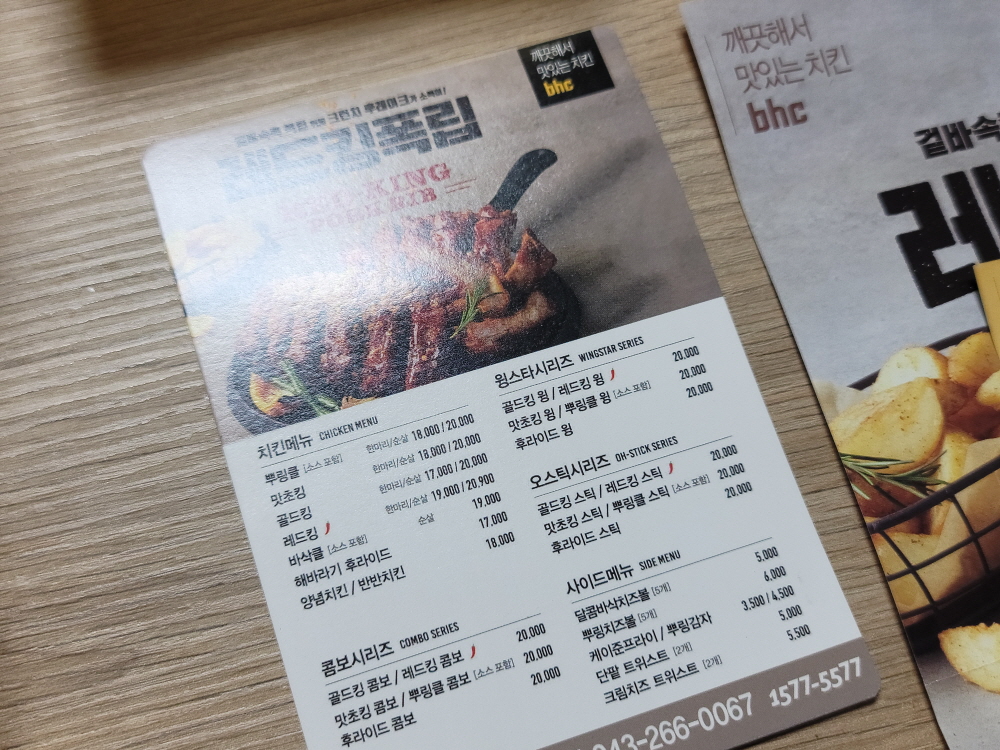 깨끗해서
맛있는 치킨
bhc
레드킹폭립
RED KING
치킨메뉴 CHICKEN MENU
뿌링클 [소스 포함] 한마리/순살 18,000 / 20,000
맛초킹 한마리/순살 18,000 / 20,000
골드킹 한마리/순살 17,000 / 20,000
레드킹 한마리/순살 19,000 / 20,900
바삭클 [소스 포함] 순살 19,000
해바라기 후라이드 17,000
양념치킨 / 반반치킨 18,000
콤보시리즈 COMBO SERIES
골드킹 콤보 / 레드킹 콤보 20,000
맛초킹 콤보 / 뿌링클 콤보 [소스 포함] 20,000
후라이드 콤보 20,000
윙스타시리즈 WINGSTAR SERIES
골드킹 윙 / 레드킹 윙 20,000
맛초킹 윙 / 뿌링클 윙 [소스 포함] 20,000
후라이드 윙 20,000
오스틱시리즈 OH-STICK SERIES
골드킹 스틱 / 레드킹 스틱 20,000
맛초킹 스틱 / 뿌링클 스틱 [소스 포함] 20,000
후라이드 스틱 20,000
사이드메뉴 SIDE MENU
달콤바삭치즈볼 [5개] 5,000
뿌링치즈볼 [5개] 6,000
케이준프라이 / 뿌링감자 3,500 / 4,500
단팥 트위스트 [2개] 5,000
크림치즈 트위스트 [2개] 5,500
043-266-0067 1577-5577
깨끗해서
맛있는 치킨
bhc
겉바속
레